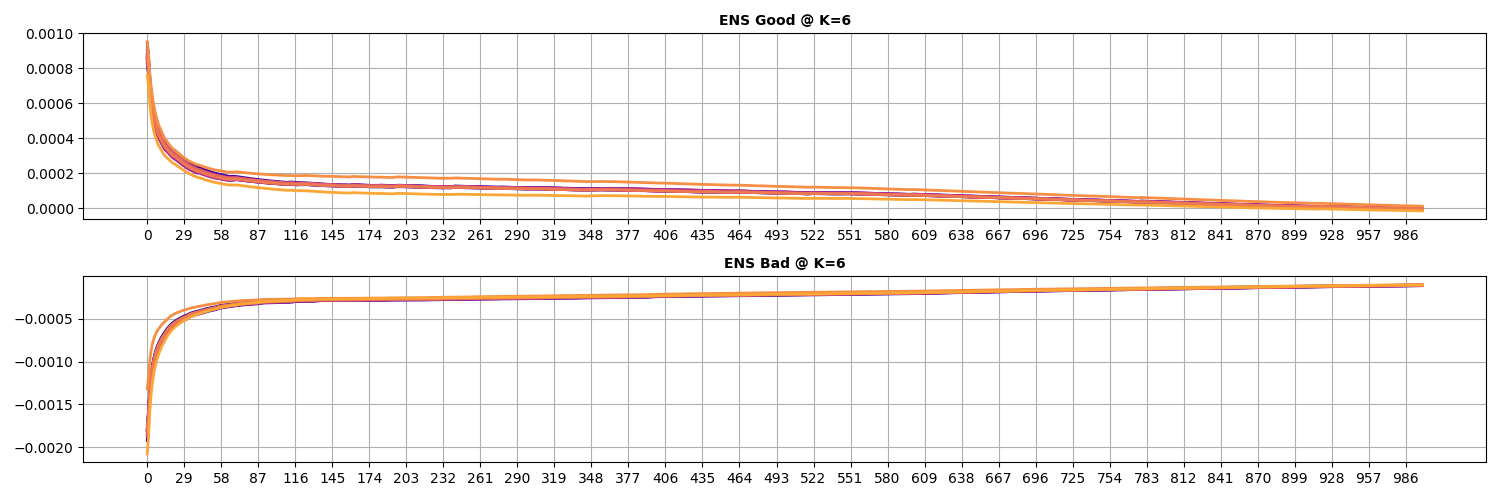 ENS Good @ K=6
0.0010
0.0008
0.0006
0.0004
0.0002
0.0000
0 29 58 87 116 145 174 203 232 261 290 319 348 377 406 435 464 493 522 551 580 609 638 667 696 725 754 783 812 841 870 899 928 957 986
ENS Bad @ K=6
−0.0005
−0.0010
−0.0015
−0.0020
0 29 58 87 116 145 174 203 232 261 290 319 348 377 406 435 464 493 522 551 580 609 638 667 696 725 754 783 812 841 870 899 928 957 986